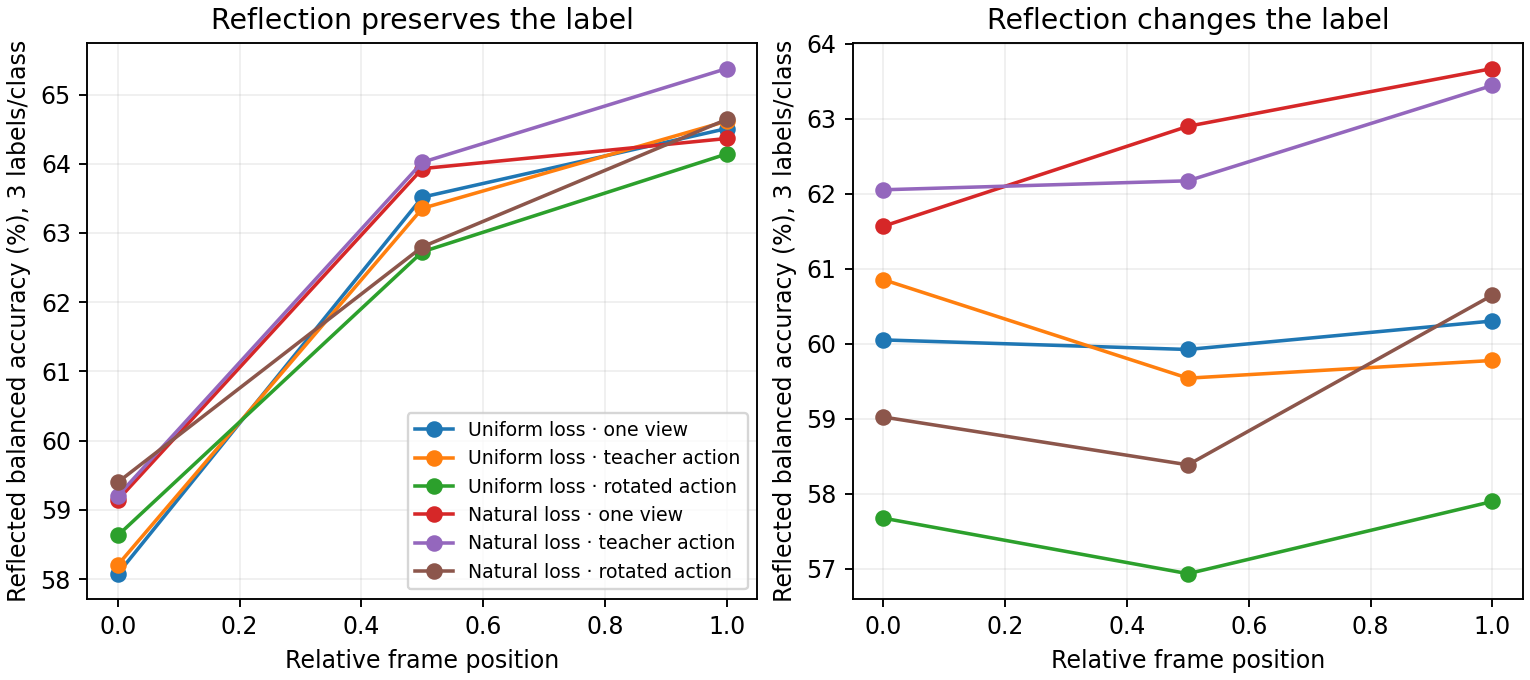 Reflection preserves the label
Reflected balanced accuracy (%), 3 labels/class
65
64
63
62
61
60
59
58
Uniform loss · one view
Uniform loss · teacher action
Uniform loss · rotated action
Natural loss · one view
Natural loss · teacher action
Natural loss · rotated action
0.0 0.2 0.4 0.6 0.8 1.0
Relative frame position
Reflection changes the label
Reflected balanced accuracy (%), 3 labels/class
64
63
62
61
60
59
58
57
0.0 0.2 0.4 0.6 0.8 1.0
Relative frame position